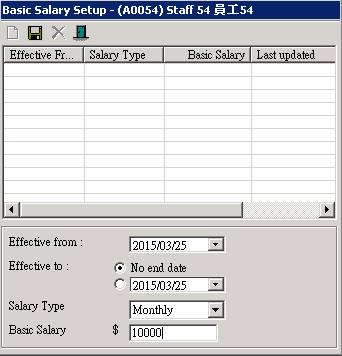 Basic Salary Setup - (A0054) Staff 54 員工54
Effective Fr... Salary Type Basic Salary Last updated
Effective from : 2015/03/25
Effective to : No end date
2015/03/25
Salary Type Monthly
Basic Salary $ 10000